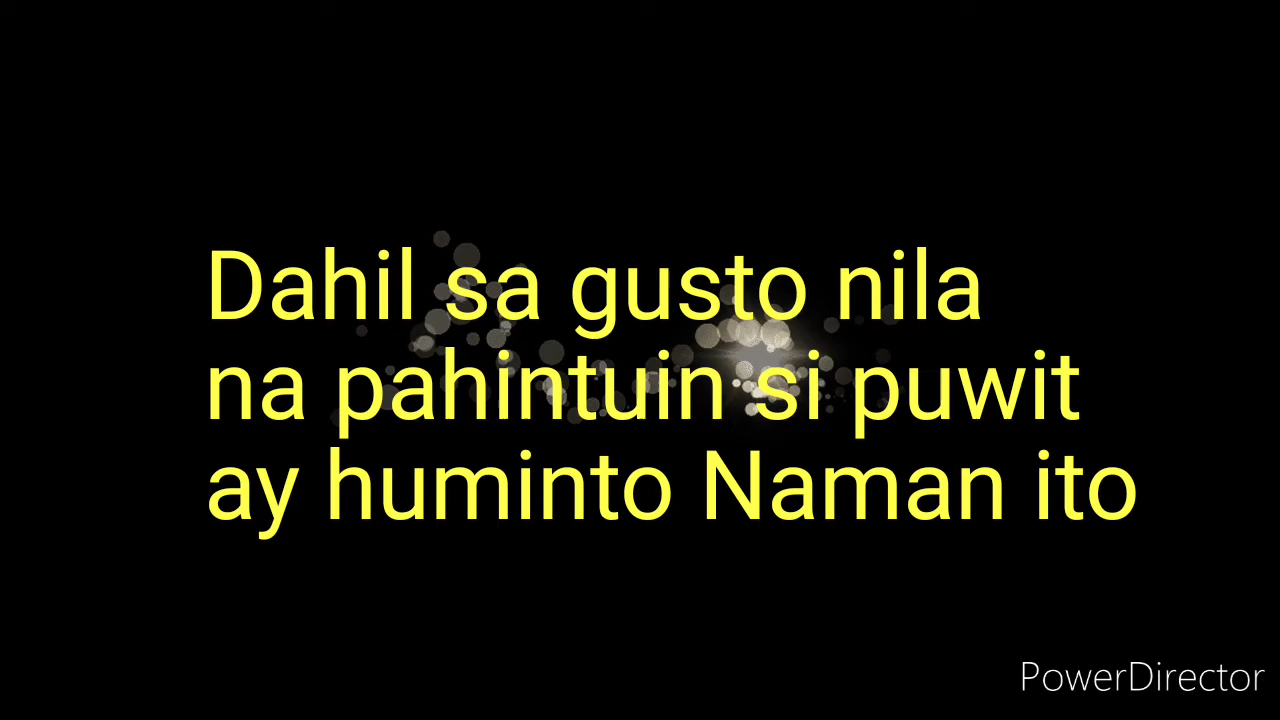 Dahil sa gusto nila
na pahintuin si puwit
ay huminto Naman ito
PowerDirector